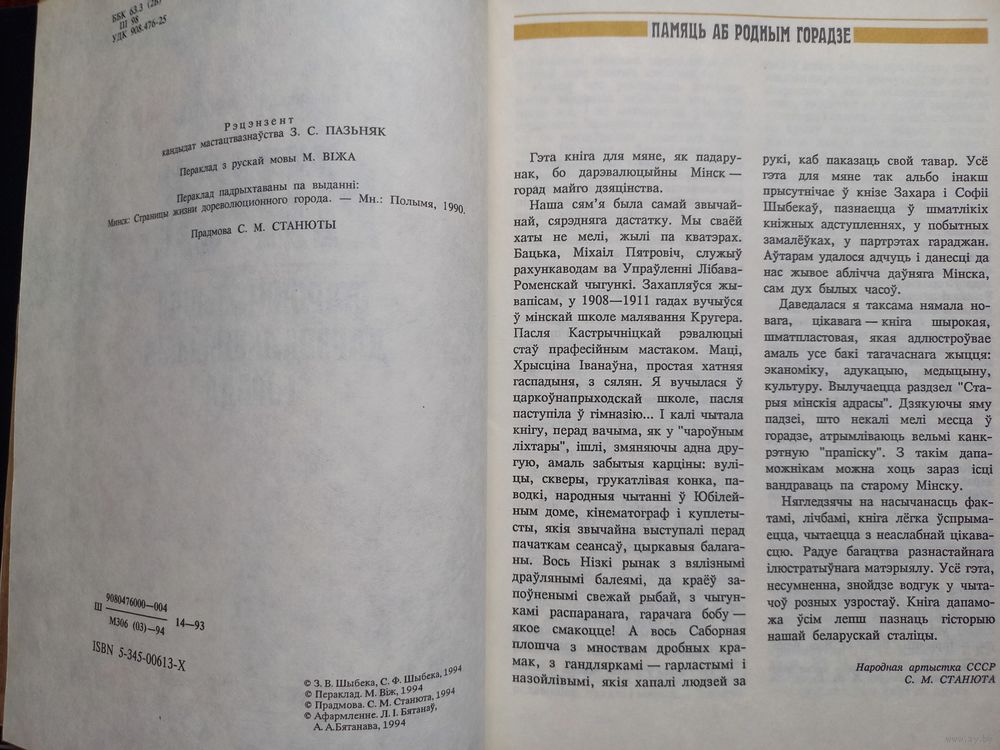 ББК 63.3 (2Б)
Ш 98
УДК 908.476-25
Рэцэнзент
кандыдат мастацтвазнаўства З. С. ПАЗЬНЯК
Пераклад з рускай мовы М. ВІЖА
Пераклад падрыхтаваны па выданні:
Минск: Страницы жизни дореволюционного города. — Мн.: Полымя, 1990.
Прадмова С. М. СТАНЮТЫ
Ш 9080476000—004
М306 (03)—94 14—93
ISBN 5-345-00613-X
© З. В. Шыбека, С. Ф. Шыбека, 1994
© Пераклад. М. Віж, 1994
© Прадмова. С. М. Станюта, 1994
© Афармленне. Л. І. Бятанаў,
А. А.Бятанава, 1994
ПАМЯЦЬ АБ РОДНЫМ ГОРАДЗЕ
Гэта кніга для мяне, як падару-
нак, бо дарэвалюцыйны Мінск —
горад майго дзяцінства.
Наша сям’я была самай звычай-
най, сярэдняга дастатку. Мы сваёй
хаты не мелі, жылі па кватэрах.
Бацька, Міхаіл Пятровіч, служыў
рахункаводам ва Упраўленні Лібава-
Роменскай чыгункі. Захапляўся жы-
вапісам, у 1908—1911 гадах вучыўся
ў мінскай школе малявання Кругера.
Пасля Кастрычніцкай рэвалюцыі
стаў прафесійным мастаком. Маці,
Хрысціна Іванаўна, простая хатняя
гаспадыня, з сялян. Я вучылася ў
царкоўнапрыходскай школе, пасля
паступіла ў гімназію... І калі чытала
кнігу, перад вачыма, як у "чароўным
ліхтары", ішлі, змяняючы адна дру-
гую, амаль забытыя карціны: вулі-
цы, скверы, грукатлівая конка, па-
водкі, народныя чытанні ў Юбілей-
ным доме, кінематограф і куплеты-
сты, якія звычайна выступалі перад
пачаткам сеансаў, цыркавыя балага-
ны. Вось Нізкі рынак з вялізнымі
драўлянымі балеямі, да краёў за-
поўненымі свежай рыбай, з чыгун-
камі распаранага, гарачага бобу —
якое смакоцце! А вось Саборная
плошча з мноствам дробных кра-
мак, з гандляркамі — гарластымі і
назойлівымі, якія хапалі людзей за
рукі, каб паказаць свой тавар. Усё
гэта для мяне так альбо інакш
прысутнічае ў кнізе Захара і Софіі
Шыбекаў, пазнаецца ў шматлікіх
кніжных адступленнях, у побытных
замалёўках, у партрэтах гараджан.
Аўтарам удалося адчуць і данесці да
нас жывое аблічча даўняга Мінска,
сам дух былых часоў.
Даведалася я таксама нямала но-
вага, цікавага — кніга шырокая,
шматпластовая, якая адлюстроўвае
амаль усе бакі тагачаснага жыцця:
эканоміку, адукацыю, медыцыну,
культуру. Вылучаецца раздзел "Ста-
рыя мінскія адрасы". Дзякуючы яму
падзеі, што некалі мелі месца ў
горадзе, атрымліваюць вельмі канк-
рэтную "прапіску". З такім дапа-
можнікам можна хоць зараз ісці
вандраваць па старому Мінску.
Нягледзячы на насычанасць фак-
тамі, лічбамі, кніга лёгка ўспрыма-
ецца, чытаецца з неаслабнай цікава-
сцю. Радуе багацтва разнастайнага
ілюстратыўнага матэрыялу. Усё гэта,
несумненна, знойдзе водгук у чыта-
чоў розных узростаў. Кніга дапамо-
жа ўсім лепш пазнаць гісторыю
нашай беларускай сталіцы.
Народная артыстка СССР
С. М. СТАНЮТА
www.ay.by